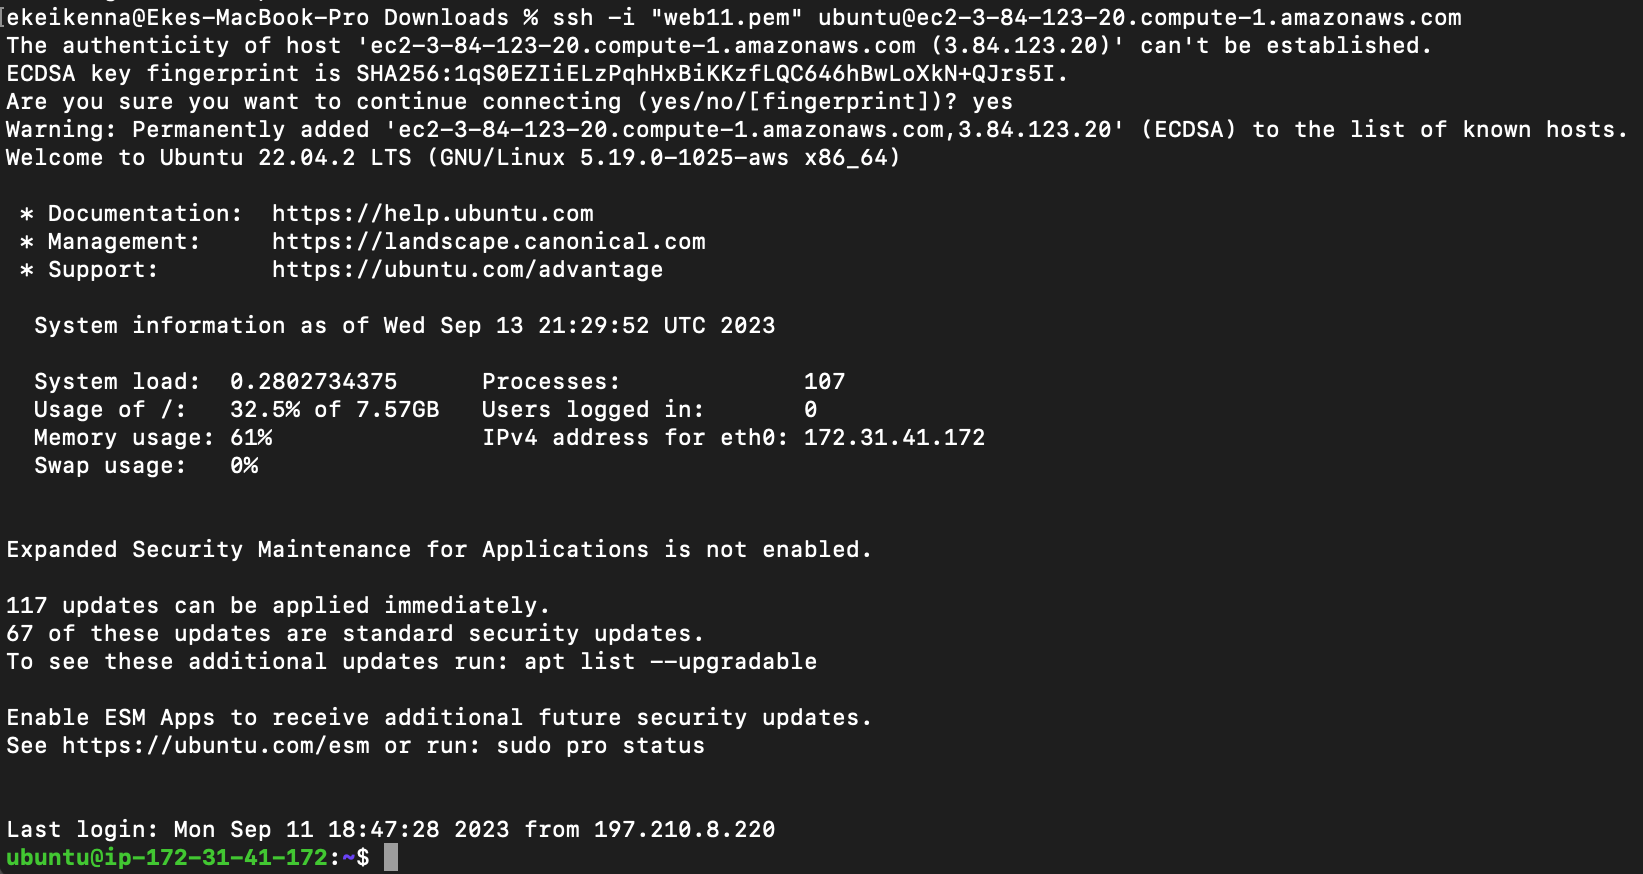 ekeikenna@Ekes-MacBook-Pro Downloads % ssh -i "web11.pem" ubuntu@ec2-3-84-123-20.compute-1.amazonaws.com
The authenticity of host 'ec2-3-84-123-20.compute-1.amazonaws.com (3.84.123.20)' can't be established.
ECDSA key fingerprint is SHA256:1qS0EZIiELzPqhHxBiKKzfLQC646hBwLoXkN+QJrs5I.
Are you sure you want to continue connecting (yes/no/[fingerprint])? yes
Warning: Permanently added 'ec2-3-84-123-20.compute-1.amazonaws.com,3.84.123.20' (ECDSA) to the list of known hosts.
Welcome to Ubuntu 22.04.2 LTS (GNU/Linux 5.19.0-1025-aws x86_64)

 * Documentation:  https://help.ubuntu.com
 * Management:     https://landscape.canonical.com
 * Support:        https://ubuntu.com/advantage

  System information as of Wed Sep 13 21:29:52 UTC 2023

  System load:  0.2802734375      Processes:             107
  Usage of /:   32.5% of 7.57GB   Users logged in:       0
  Memory usage: 61%               IPv4 address for eth0: 172.31.41.172
  Swap usage:   0%


Expanded Security Maintenance for Applications is not enabled.

117 updates can be applied immediately.
67 of these updates are standard security updates.
To see these additional updates run: apt list --upgradable

Enable ESM Apps to receive additional future security updates.
See https://ubuntu.com/esm or run: sudo pro status


Last login: Mon Sep 11 18:47:28 2023 from 197.210.8.220
ubuntu@ip-172-31-41-172:~$